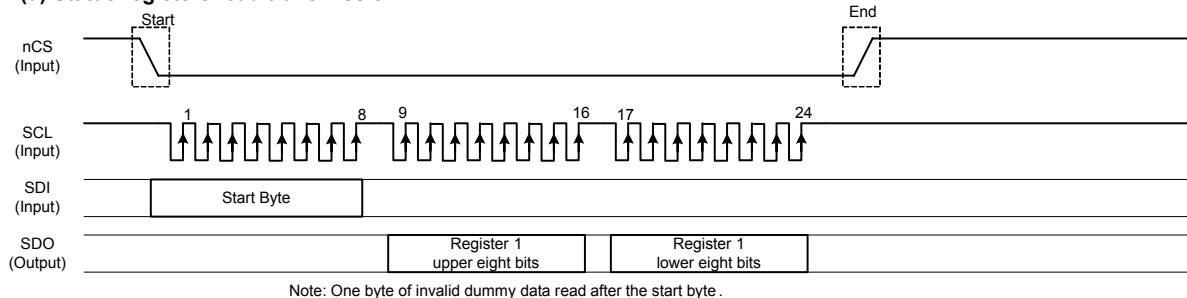 Start
End
nCS
(Input)
1
8
9
16
17
24
SCL
(Input)
SDI
(Input)
Start Byte
SDO
(Output)
Register 1
upper eight bits
Register 1
lower eight bits
Note: One byte of invalid dummy data read after the start byte .